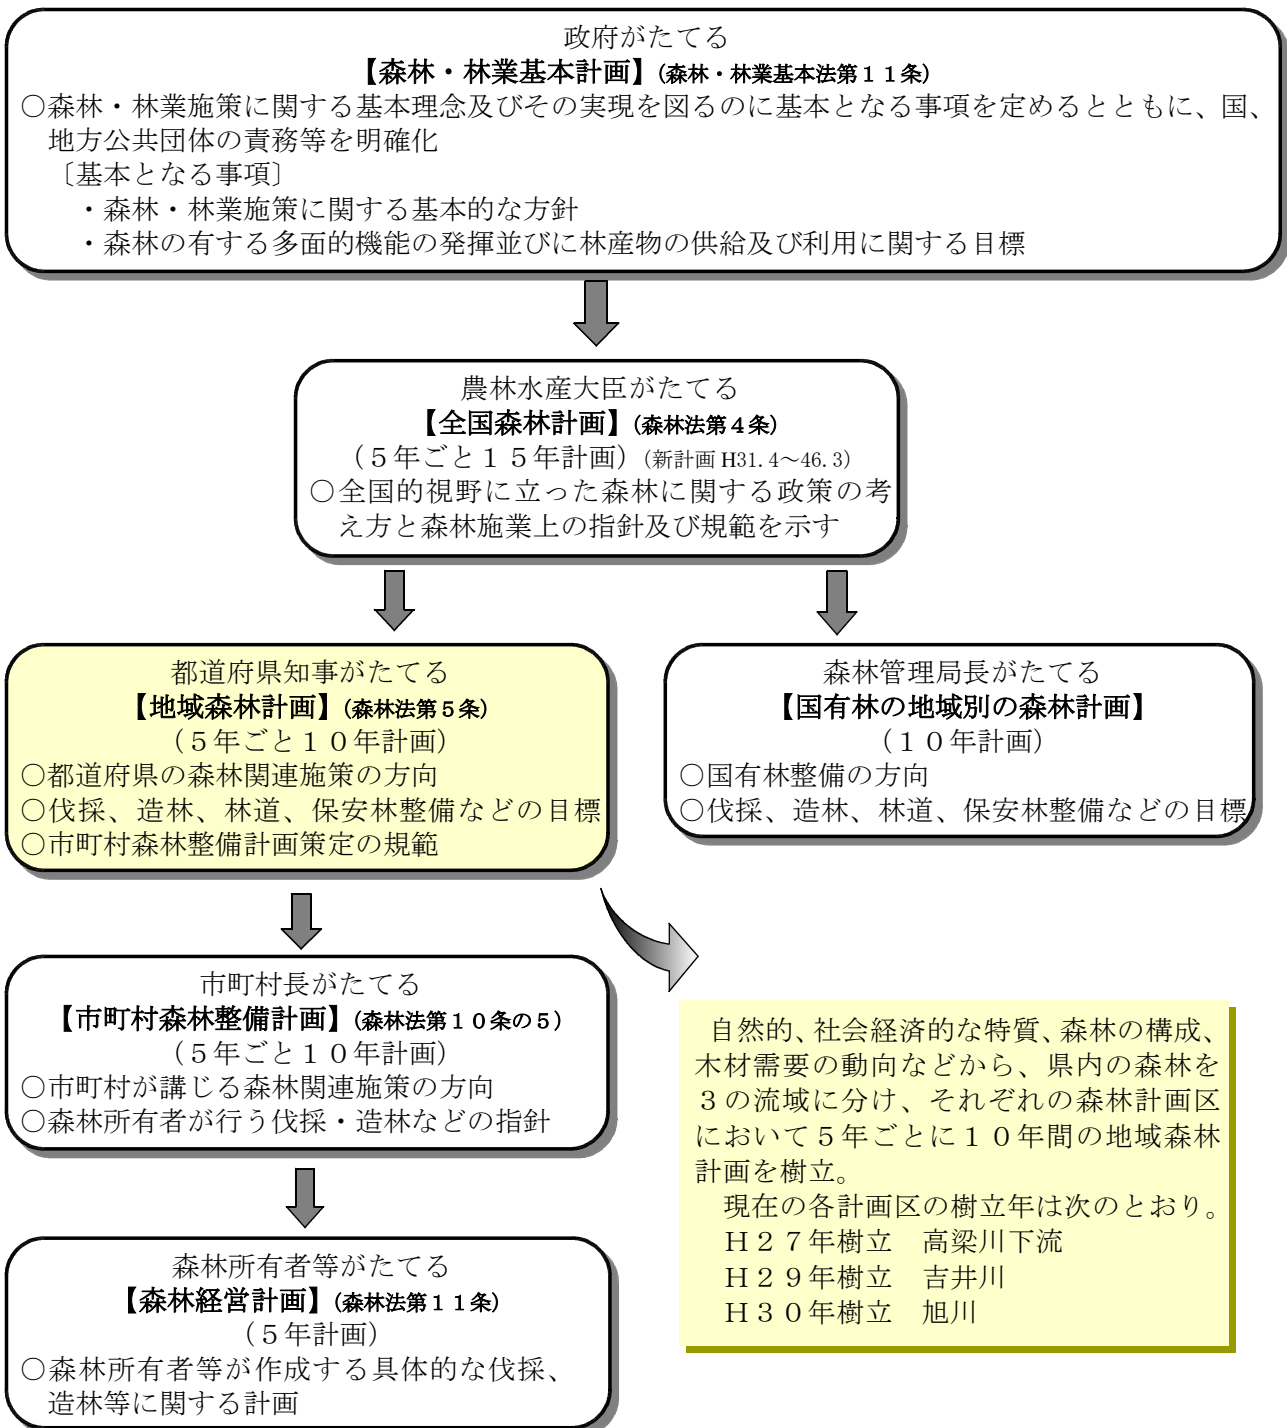 政府がたてる
【森林・林業基本計画】(森林・林業基本法第１１条)
○森林・林業施策に関する基本理念及びその実現を図るのに基本となる事項を定めるとともに、国、
地方公共団体の責務等を明確化
〔基本となる事項〕
・森林・林業施策に関する基本的な方針
・森林の有する多面的機能の発揮並びに林産物の供給及び利用に関する目標
農林水産大臣がたてる
【全国森林計画】(森林法第４条)
（５年ごと１５年計画）(新計画 H31.4～46.3)
○全国的視野に立った森林に関する政策の考
え方と森林施業上の指針及び規範を示す
都道府県知事がたてる
【地域森林計画】(森林法第５条)
（５年ごと１０年計画）
○都道府県の森林関連施策の方向
○伐採、造林、林道、保安林整備などの目標
○市町村森林整備計画策定の規範
森林管理局長がたてる
【国有林の地域別の森林計画】
（１０年計画）
○国有林整備の方向
○伐採、造林、林道、保安林整備などの目標
市町村長がたてる
【市町村森林整備計画】(森林法第１０条の５)
（５年ごと１０年計画）
○市町村が講じる森林関連施策の方向
○森林所有者が行う伐採・造林などの指針
自然的、社会経済的な特質、森林の構成、
木材需要の動向などから、県内の森林を
３の流域に分け、それぞれの森林計画区
において５年ごとに１０年間の地域森林
計画を樹立。
現在の各計画区の樹立年は次のとおり。
Ｈ２７年樹立　高梁川下流
Ｈ２９年樹立　吉井川
Ｈ３０年樹立　旭川
森林所有者等がたてる
【森林経営計画】(森林法第１１条)
（５年計画）
○森林所有者等が作成する具体的な伐採、
造林等に関する計画